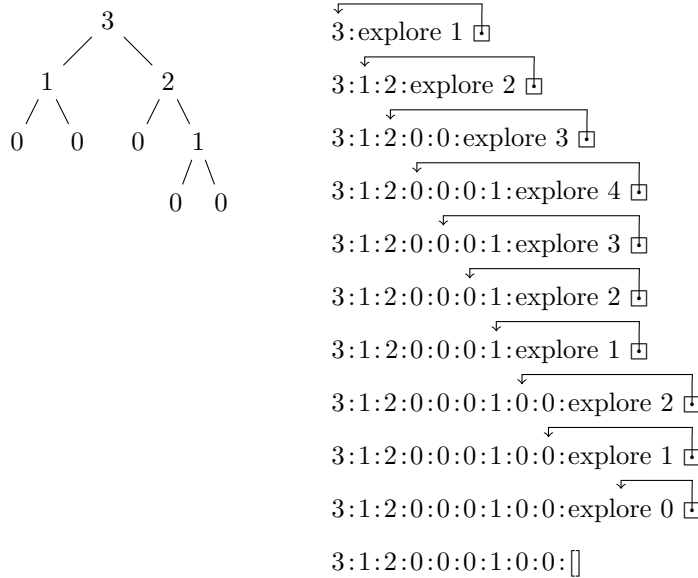 3
1 2
0 0 0 1
0 0
3:explore 1
3:1:2:explore 2
3:1:2:0:0:explore 3
3:1:2:0:0:0:1:explore 4
3:1:2:0:0:0:1:explore 3
3:1:2:0:0:0:1:explore 2
3:1:2:0:0:0:1:explore 1
3:1:2:0:0:0:1:0:0:explore 2
3:1:2:0:0:0:1:0:0:explore 1
3:1:2:0:0:0:1:0:0:explore 0
3:1:2:0:0:0:1:0:0:[]